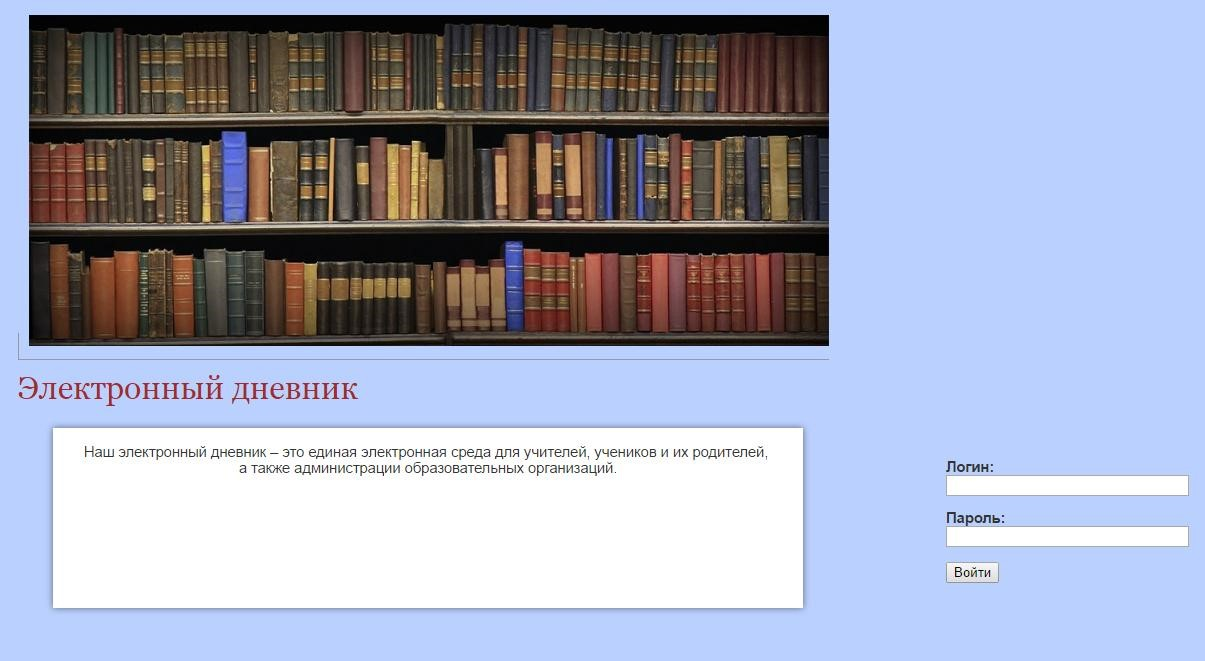 Электронный дневник
Наш электронный дневник – это единая электронная среда для учителей, учеников и их родителей,
а также администрации образовательных организаций.
Логин:
Пароль:
Войти